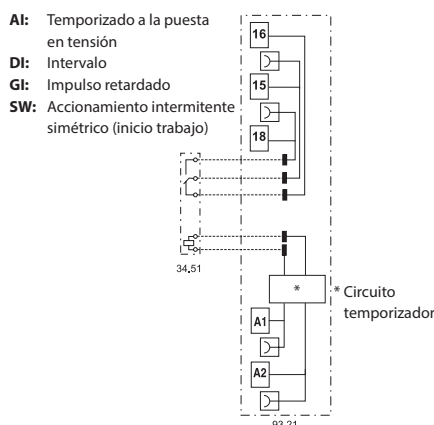 AI: Temporizado a la puesta
en tensión
DI: Intervalo
GI: Impulso retardado
SW: Accionamiento intermitente
simétrico (inicio trabajo)
16
15
18
34.51
*
* Circuito
temporizador
A1
A2
93.21